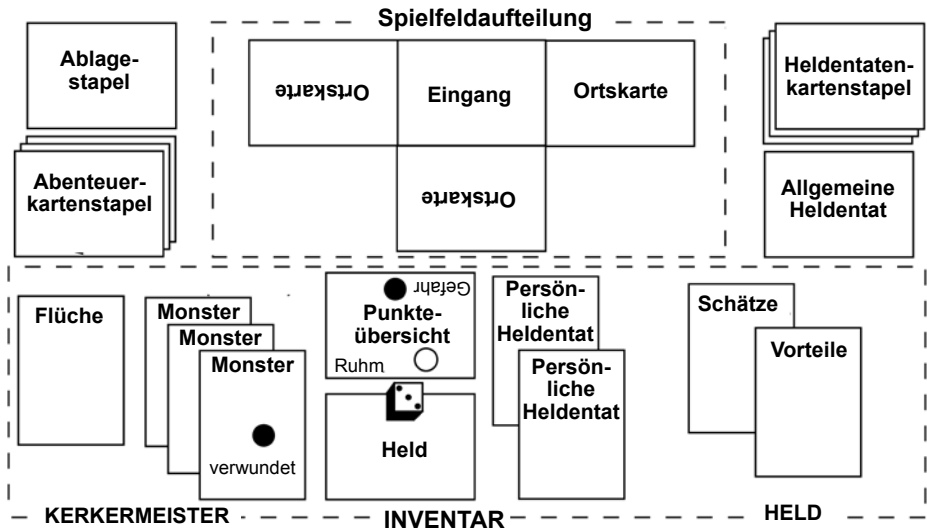 Spielfeldaufteilung
Ablage-
stapel
Ortskarte
Eingang
Ortskarte
Heldentaten-
kartenstapel
Abenteuer-
kartenstapel
Ortskarte
Allgemeine
Heldentat
Flüche
Monster
Monster
Monster
verwundet
Gefahr
Punkte-
übersicht
Ruhm
Held
Persön-
liche
Heldentat
Persön-
liche
Heldentat
Schätze
Vorteile
KERKERMEISTER
INVENTAR
HELD